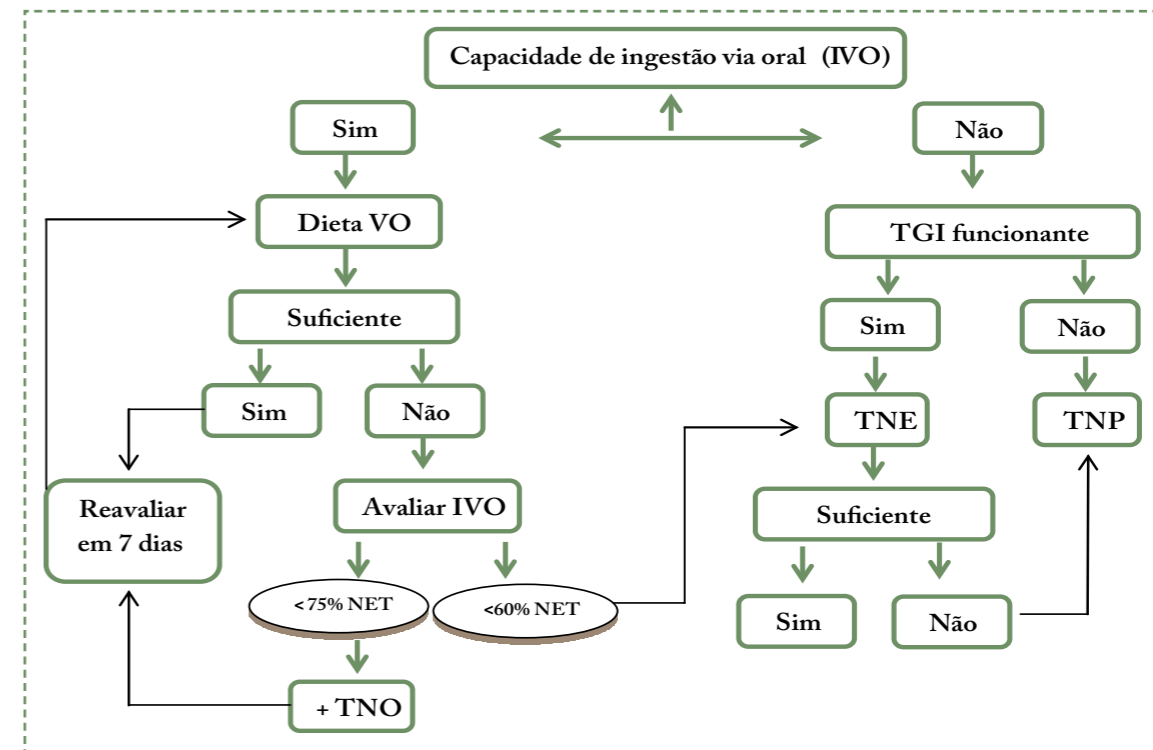 Capacidade de ingestão via oral (IVO)
Sim
Não
Dieta VO
TGI funcionante
Suficiente
Sim
Não
Sim
Não
TNE
TNP
Avaliar IVO
Suficiente
Reavaliar
em 7 dias
<75% NET
<60% NET
Sim
Não
+ TNO